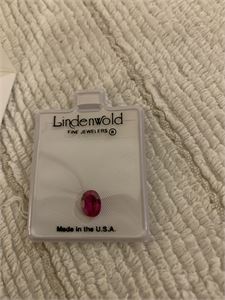 Lindenwold
FINE JEWELERS ®
Made in the U.S.A.